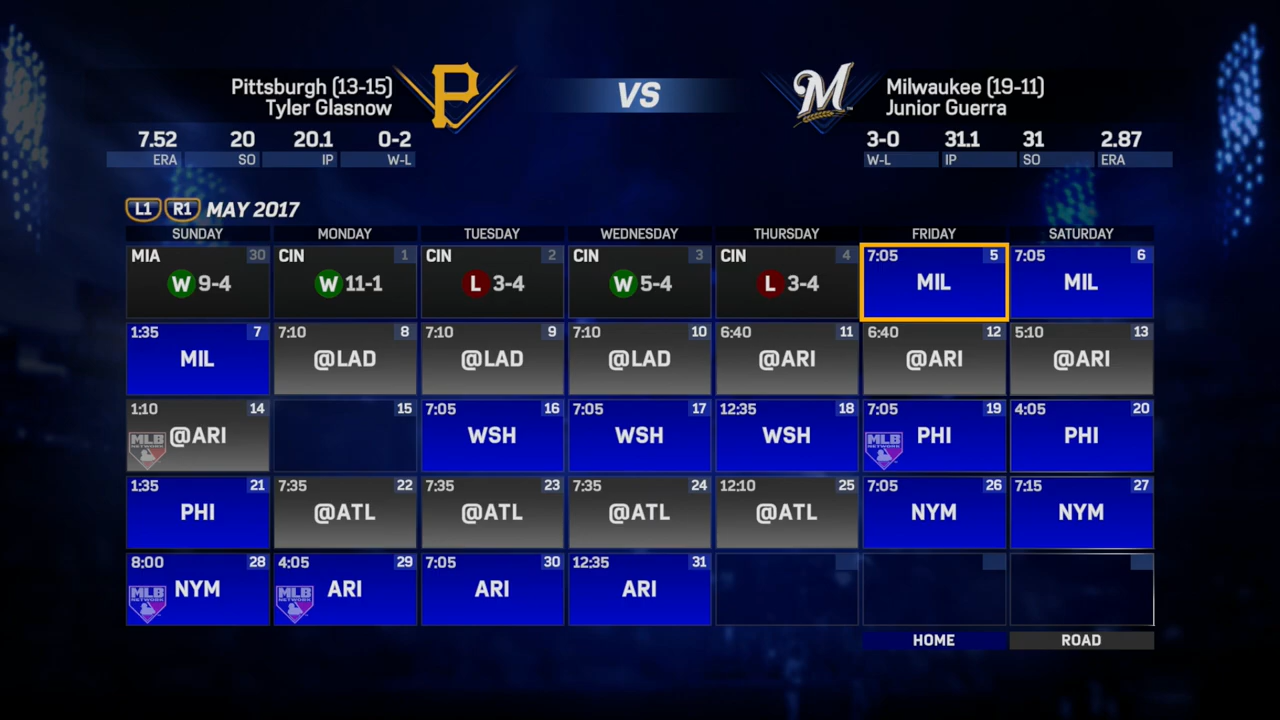 Pittsburgh (13-15)
Tyler Glasnow
7.52 20 20.1 0-2
ERA SO IP W-L
P
VS
M
Milwaukee (19-11)
Junior Guerra
3-0 31.1 31 2.87
W-L IP SO ERA
L1 R1 MAY 2017
SUNDAY MONDAY TUESDAY WEDNESDAY THURSDAY FRIDAY SATURDAY
MIA 30 CIN 1 CIN 2 CIN 3 CIN 4 7:05 5 7:05 6
W 9-4 W 11-1 L 3-4 W 5-4 L 3-4 MIL MIL
1:35 7 7:10 8 7:10 9 7:10 10 6:40 11 6:40 12 5:10 13
MIL @LAD @LAD @LAD @ARI @ARI @ARI
1:10 14 15 7:05 16 7:05 17 12:35 18 7:05 19 4:05 20
MLB NETWORK @ARI WSH WSH WSH MLB NETWORK PHI PHI
1:35 21 7:35 22 7:35 23 7:35 24 12:10 25 7:05 26 7:15 27
PHI @ATL @ATL @ATL @ATL NYM NYM
8:00 28 4:05 29 7:05 30 12:35 31
MLB NETWORK NYM MLB NETWORK ARI ARI ARI
HOME ROAD